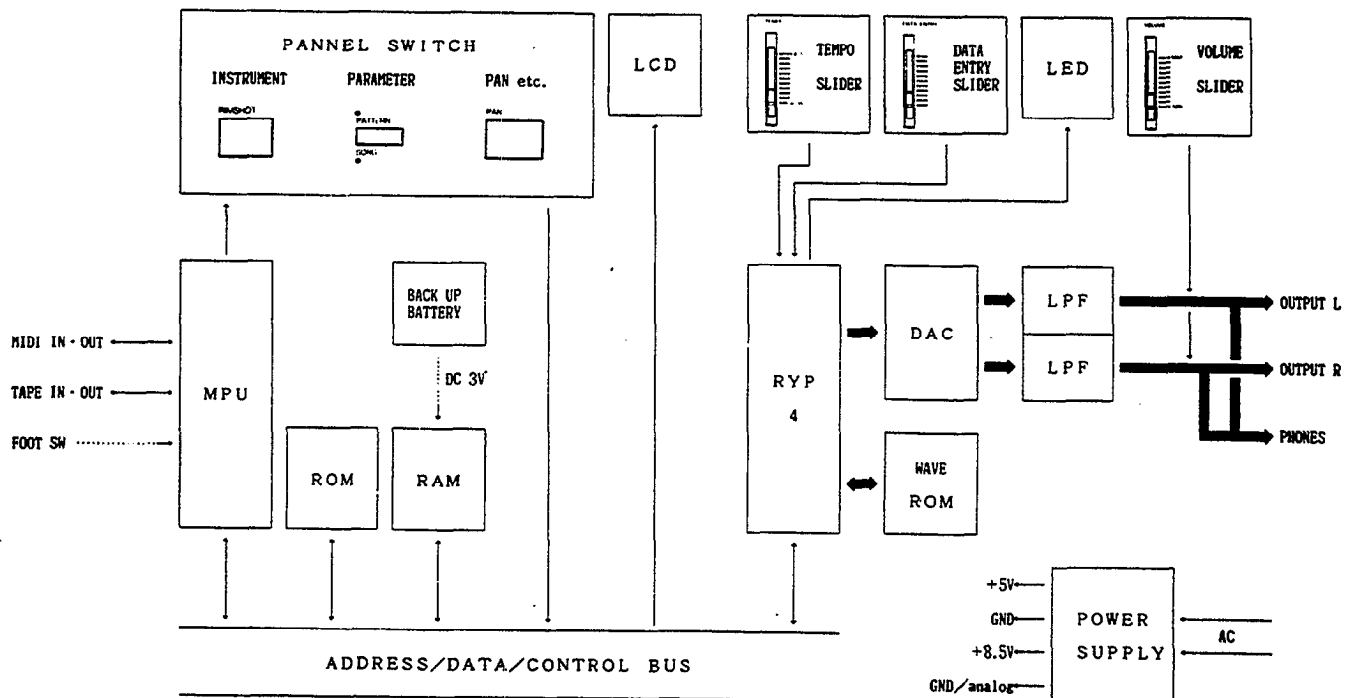 PANNEL SWITCH
INSTRUMENT PARAMETER PAN etc.
RIMSHOT
PATTERN
SONG
PAN
LCD
TEMPO
SLIDER
DATA ENTRY
DATA
ENTRY
SLIDER
LED
VOLUME
VOLUME
SLIDER
MIDI IN・OUT
TAPE IN・OUT
FOOT SW
MPU
BACK UP
BATTERY
DC 3V
ROM
RAM
RYP
4
DAC
LPF
LPF
WAVE
ROM
OUTPUT L
OUTPUT R
PHONES
+5V
GND
+8.5V
GND/analog
POWER
SUPPLY
AC
ADDRESS/DATA/CONTROL BUS